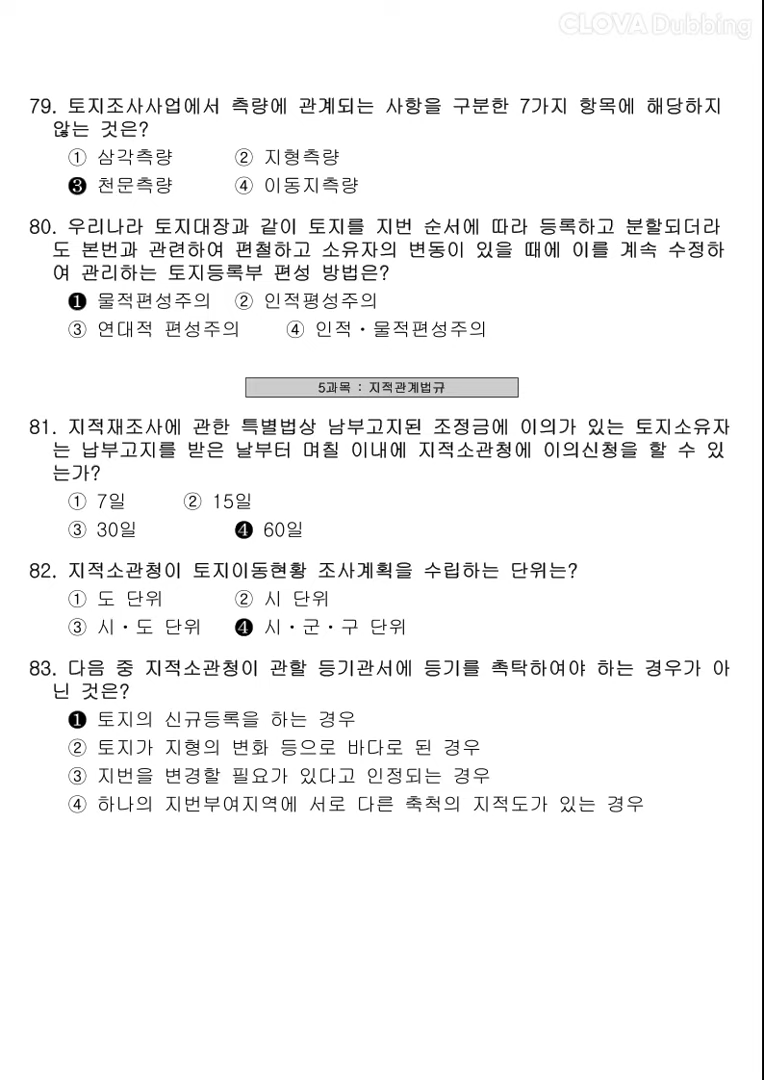 CLOVA Dubbing
79. 토지조사사업에서 측량에 관계되는 사항을 구분한 7가지 항목에 해당하지
않는 것은?
① 삼각측량 ② 지형측량
❸ 천문측량 ④ 이동지측량
80. 우리나라 토지대장과 같이 토지를 지번 순서에 따라 등록하고 분할되더라
도 본번과 관련하여 편철하고 소유자의 변동이 있을 때에 이를 계속 수정하
여 관리하는 토지등록부 편성 방법은?
❶ 물적편성주의 ② 인적평성주의
③ 연대적 편성주의 ④ 인적·물적편성주의
5과목 : 지적관계법규
81. 지적재조사에 관한 특별법상 남부고지된 조정금에 이의가 있는 토지소유자
는 납부고지를 받은 날부터 며칠 이내에 지적소관청에 이의신청을 할 수 있
는가?
① 7일 ② 15일
③ 30일 ❹ 60일
82. 지적소관청이 토지이동현황 조사계획을 수립하는 단위는?
① 도 단위 ② 시 단위
③ 시·도 단위 ❹ 시·군·구 단위
83. 다음 중 지적소관청이 관할 등기관서에 등기를 촉탁하여야 하는 경우가 아
닌 것은?
❶ 토지의 신규등록을 하는 경우
② 토지가 지형의 변화 등으로 바다로 된 경우
③ 지번을 변경할 필요가 있다고 인정되는 경우
④ 하나의 지번부여지역에 서로 다른 축척의 지적도가 있는 경우